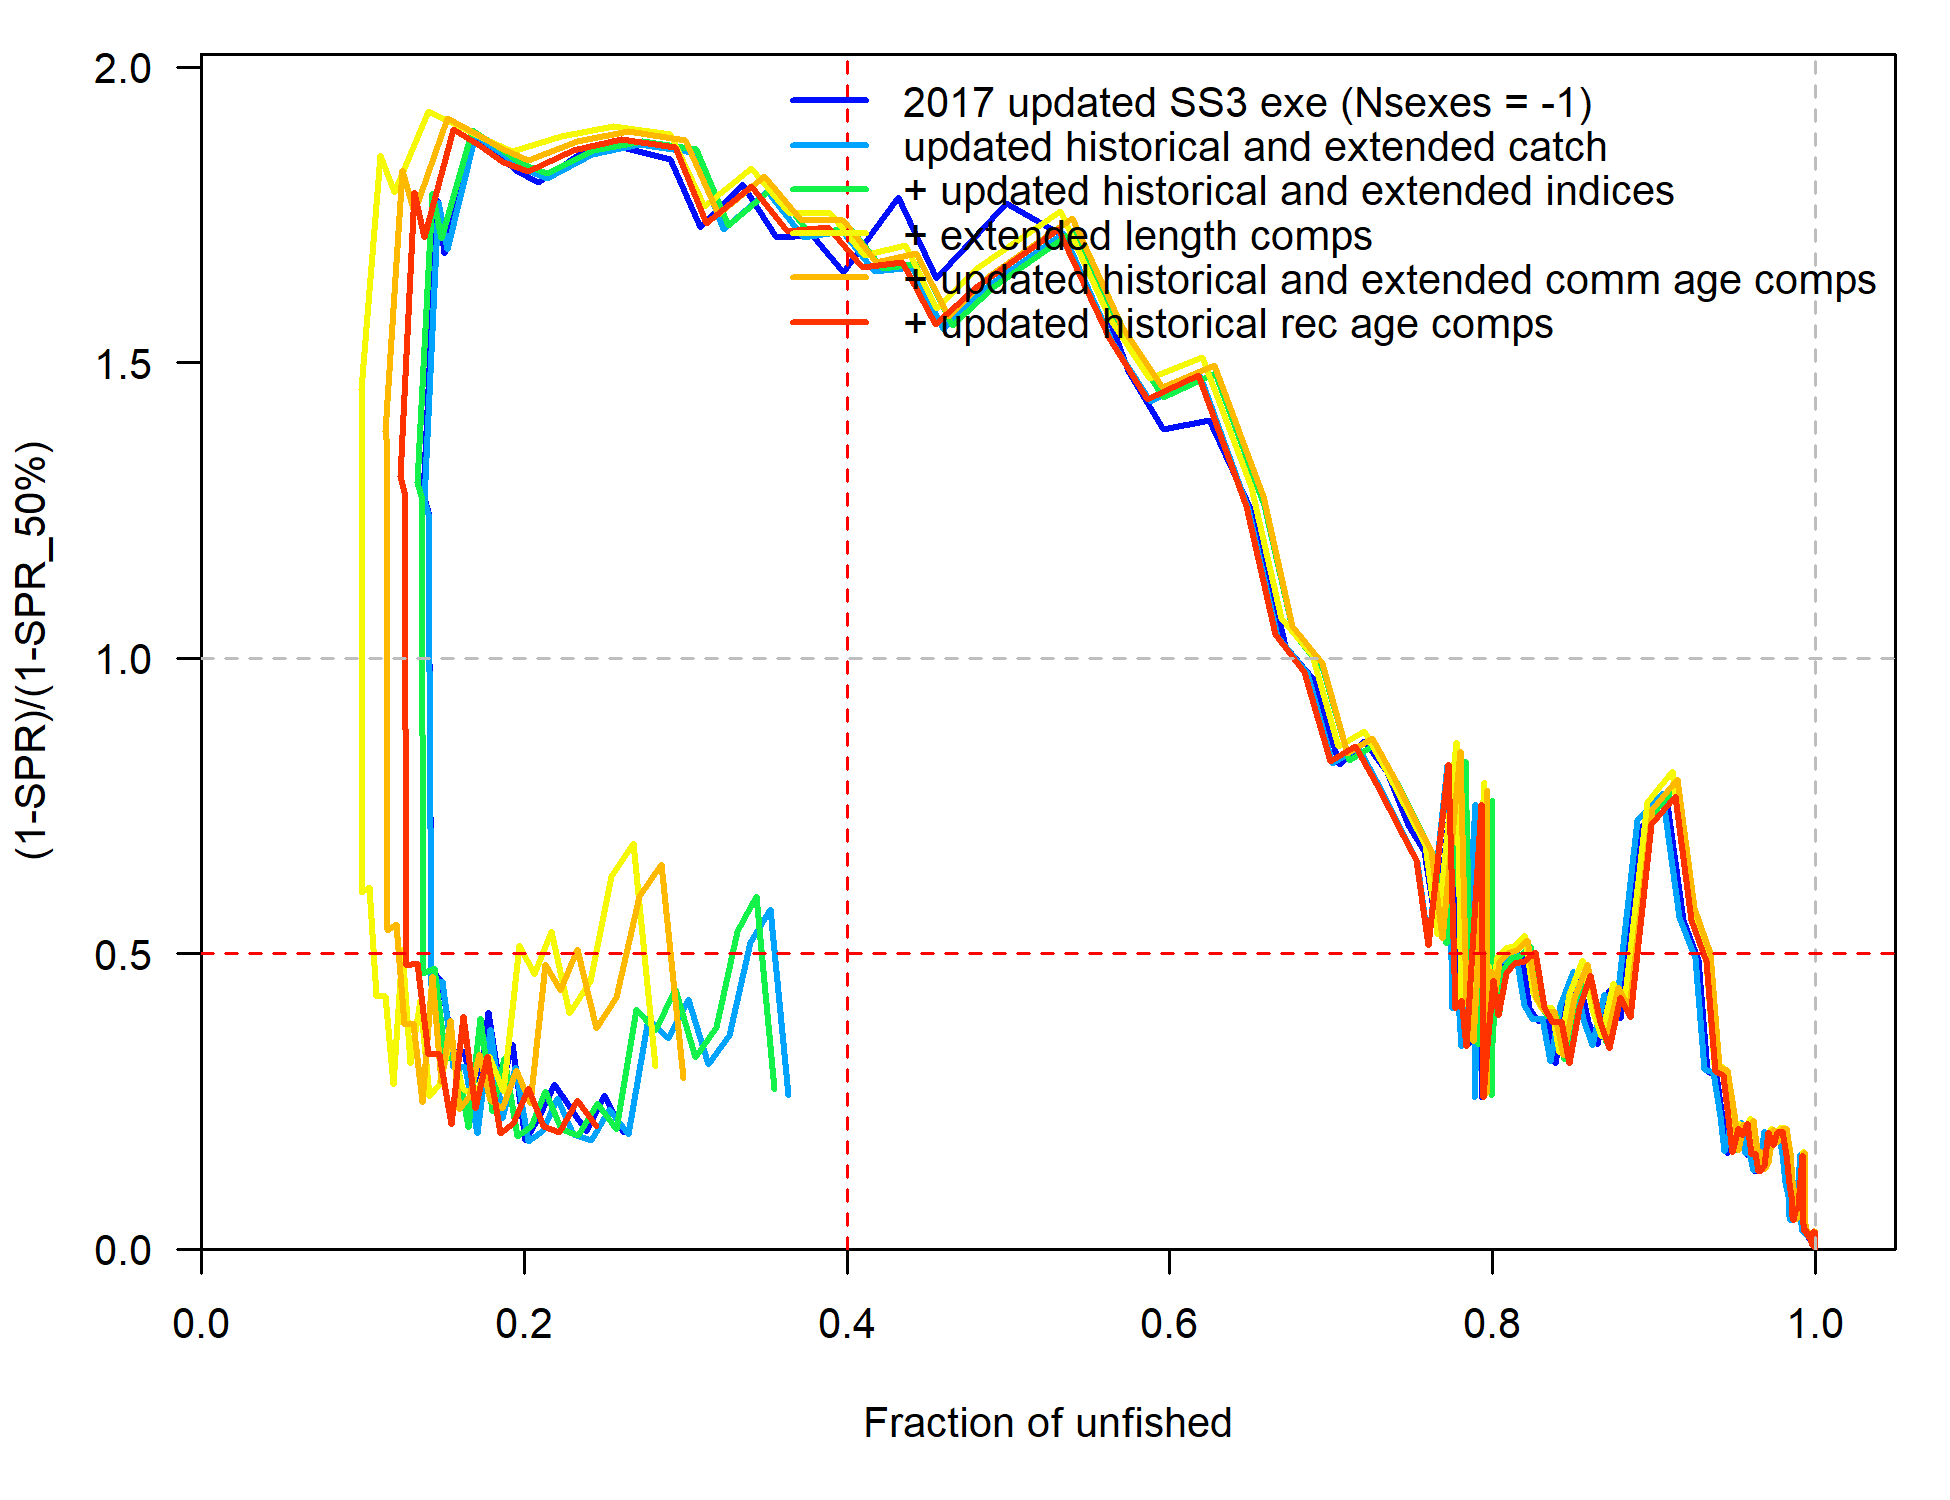 2.0
1.5
1.0
0.5
0.0
(1-SPR)/(1-SPR_50%)
2017 updated SS3 exe (Nsexes = -1)
updated historical and extended catch
+ updated historical and extended indices
+ extended length comps
+ updated historical and extended comm age comps
+ updated historical rec age comps
0.0 0.2 0.4 0.6 0.8 1.0
Fraction of unfished